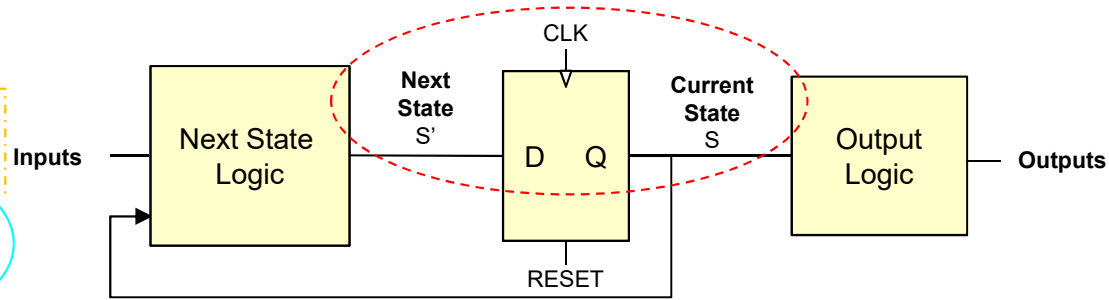 CLK
Next
State
S’
Current
State
S
Inputs
Next State
Logic
D Q
Output
Logic
Outputs
RESET